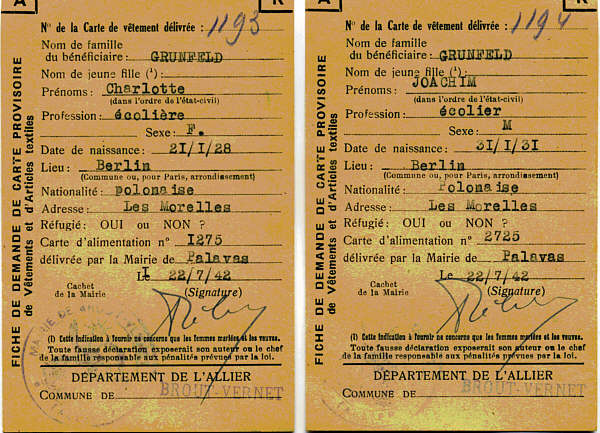 A
N° de la Carte de vêtement délivrée : 1193
Nom de famille
du bénéficiaire : GRUNFELD
Nom de jeune fille (¹) :
Prénoms : Charlotte
(dans l'ordre de l'état-civil)
Profession : écolière
Sexe : F.
Date de naissance : 2I/I/28
Lieu : Berlin
(Commune ou, pour Paris, arrondissement)
Nationalité : polonaise
Adresse : Les Morelles
Réfugié : OUI ou NON ?
Carte d'alimentation n° I275
délivrée par la Mairie de Palavas
I Le 22/7/42
Cachet
de la Mairie
(Signature)
(1) Cette indication à fournir ne concerne que les femmes mariées et les veuves.
Toute fausse déclaration exposerait son auteur ou le chef
de la famille responsable aux pénalités prévues par la loi.
DÉPARTEMENT DE L'ALLIER
COMMUNE DE BROUT-VERNET
FICHE DE DEMANDE DE CARTE PROVISOIRE
de Vêtements et d'Articles textiles
R
A
N° de la Carte de vêtement délivrée : 1194
Nom de famille
du bénéficiaire : GRUNFELD
Nom de jeune fille (¹) :
Prénoms : JOACHIM
(dans l'ordre de l'état-civil)
Profession : écolier
Sexe : M
Date de naissance : 3I/I/3I
Lieu : Berlin
(Commune ou, pour Paris, arrondissement)
Nationalité : Polonaise
Adresse : Les Morelles
Réfugié : OUI ou NON ?
Carte d'alimentation n° 2725
délivrée par la Mairie de Palavas
Le 22/7/42
Cachet
de la Mairie
(Signature)
(1) Cette indication à fournir ne concerne que les femmes mariées et les veuves.
Toute fausse déclaration exposerait son auteur ou le chef
de la famille responsable aux pénalités prévues par la loi.
DÉPARTEMENT DE L'ALLIER
COMMUNE DE BROUT-VERNET
FICHE DE DEMANDE DE CARTE PROVISOIRE
de Vêtements et d'Articles textiles
R